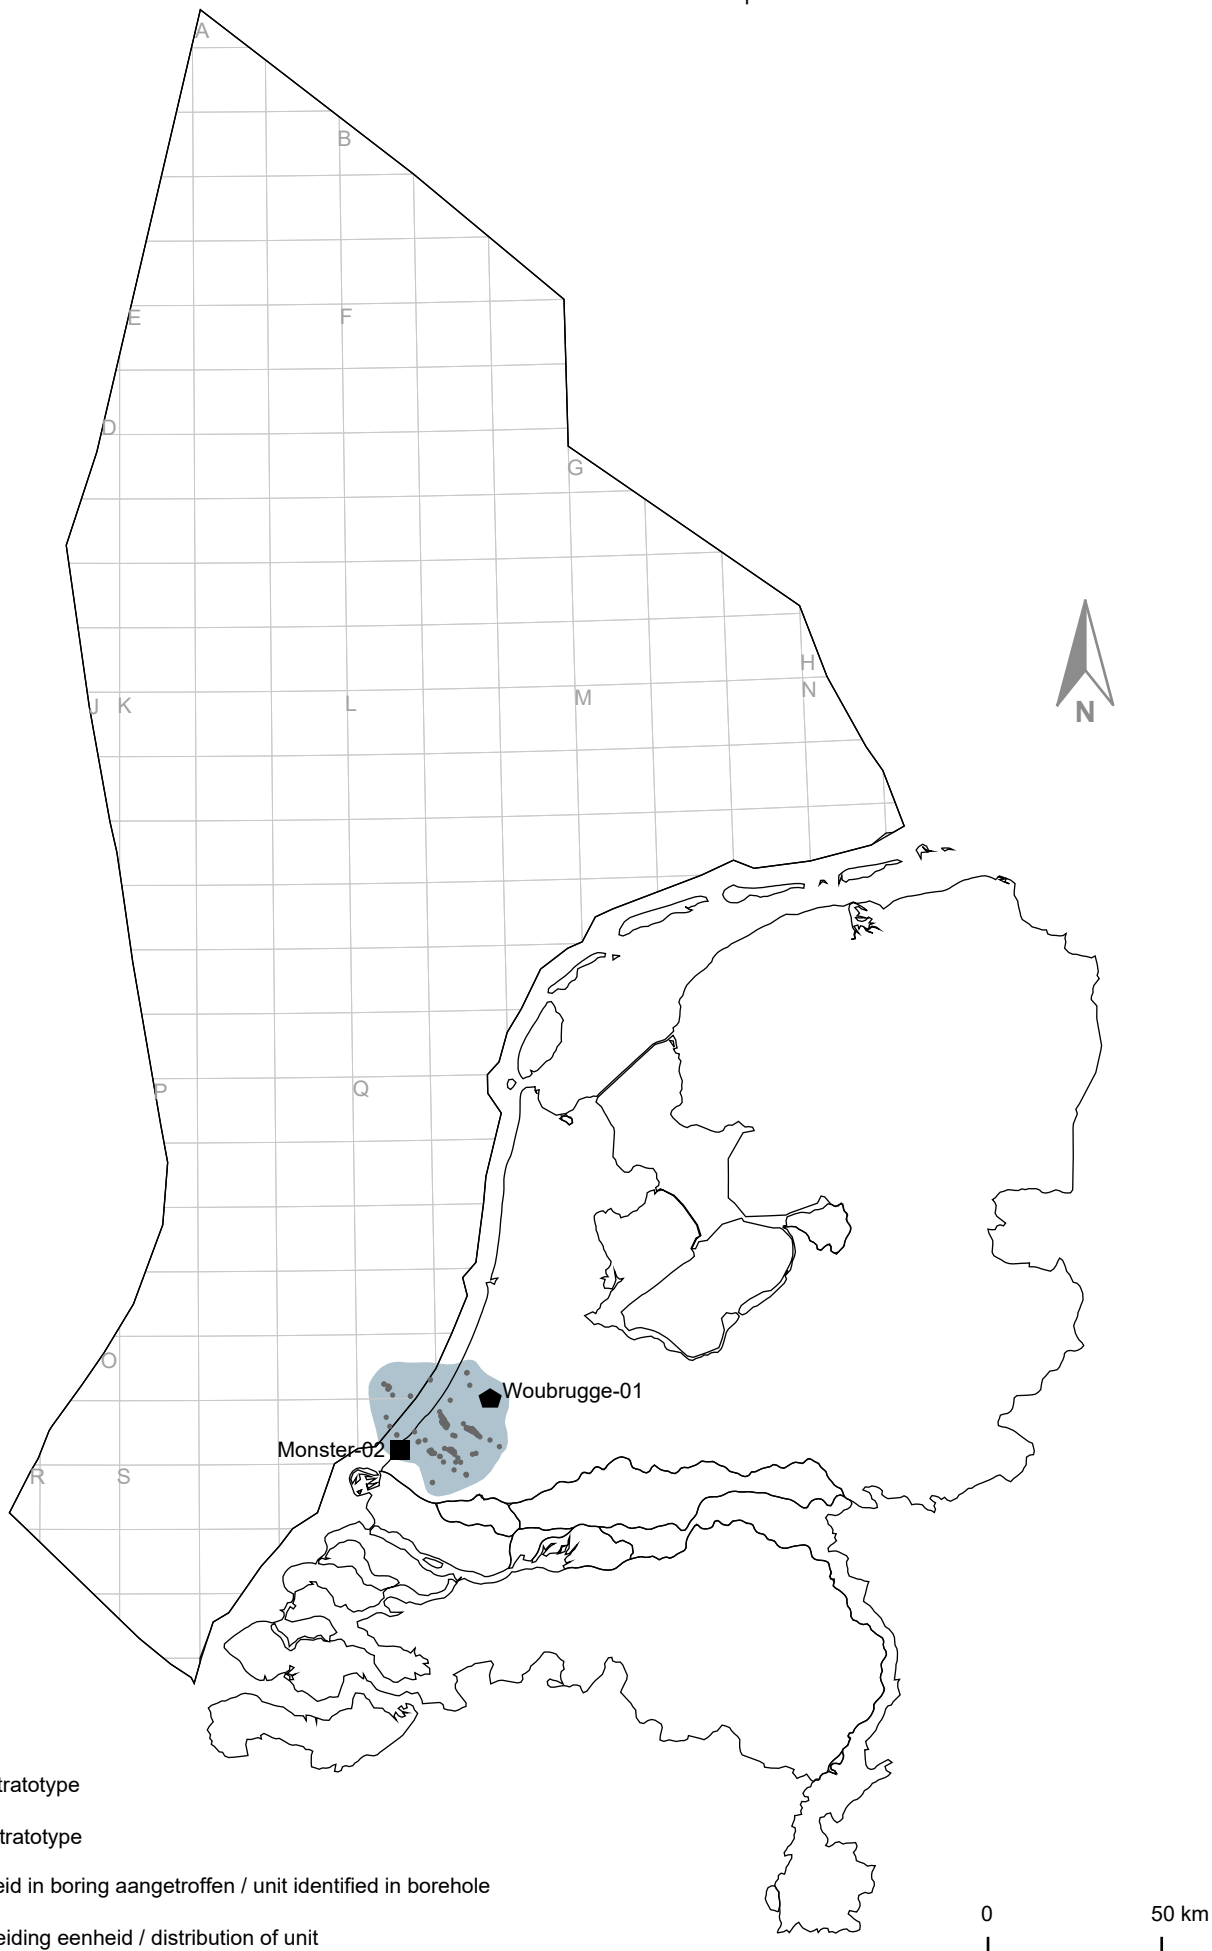 A
B
E
F
D
G
H
N
J K
L
M
N
P
Q
O
Woubrugge-01
Monster-02
R
S
tratotype
tratotype
eid in boring aangetroffen / unit identified in borehole
eiding eenheid / distribution of unit
0
50 km